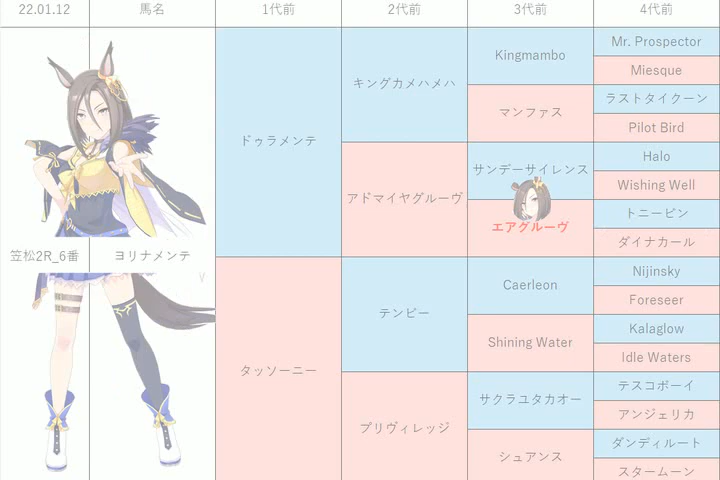 22.01.12 馬名 1代前 2代前 3代前 4代前
笠松2R_6番 ヨリナメンテ
ドゥラメンテ
タッソーニー
キングカメハメハ
アドマイヤグルーヴ
テンビー
プリヴィレッジ
Kingmambo
マンファス
サンデーサイレンス
エアグルーヴ
Caerleon
Shining Water
サクラユタカオー
シュアンス
Mr. Prospector
Miesque
ラストタイクーン
Pilot Bird
Halo
Wishing Well
トニービン
ダイナカール
Nijinsky
Foreseer
Kalaglow
Idle Waters
テスコボーイ
アンジェリカ
ダンディルート
スタームーン